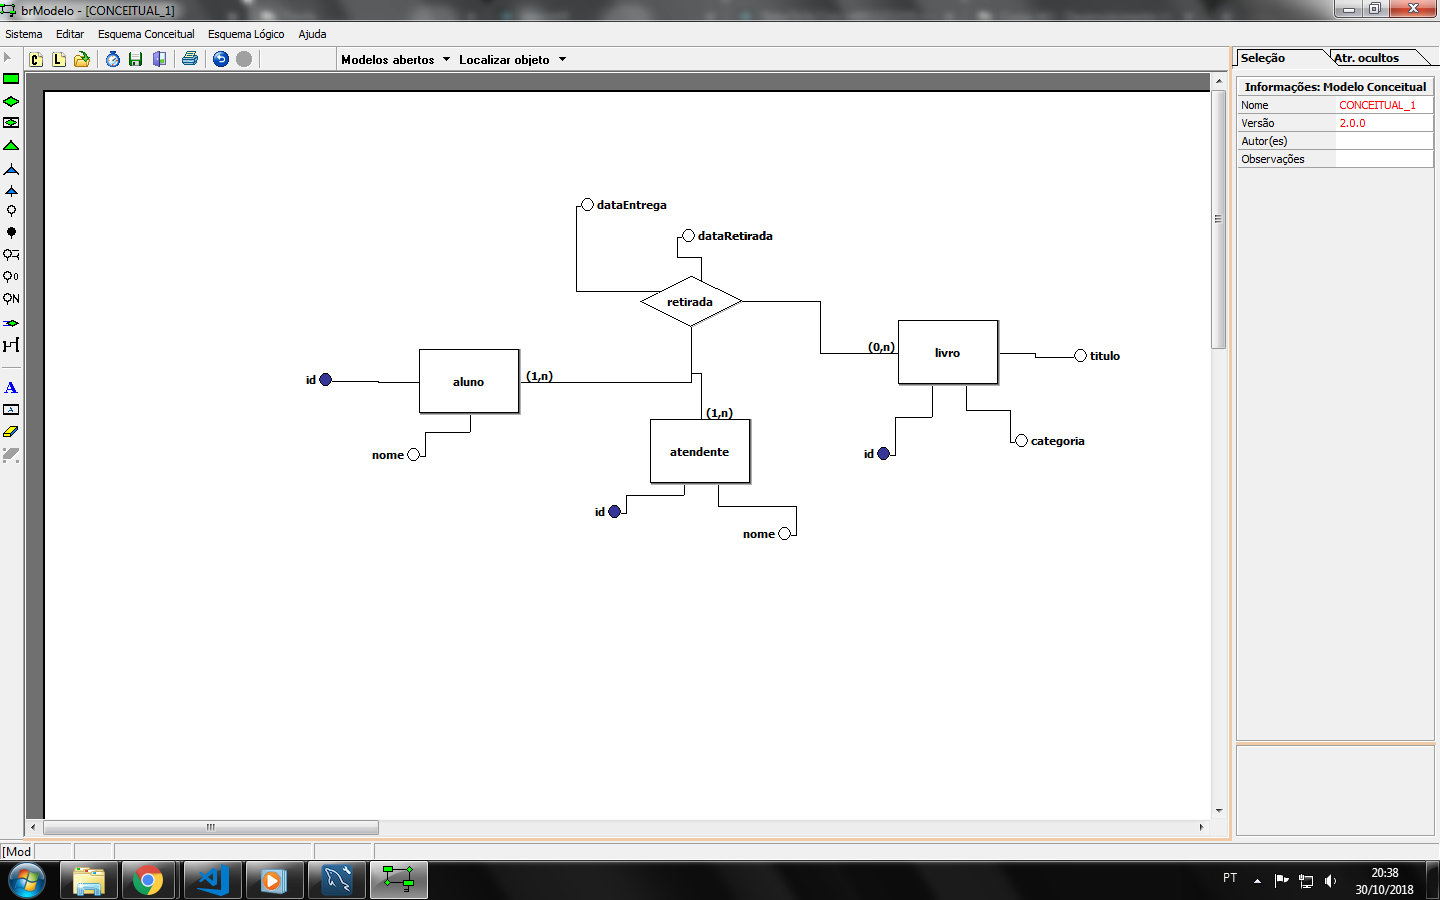 brModelo - [CONCEITUAL_1]
Sistema Editar Esquema Conceitual Esquema Lógico Ajuda
C L Modelos abertos Localizar objeto
Seleção Atr. ocultos
Informações: Modelo Conceitual
Nome CONCEITUAL_1
Versão 2.0.0
Autor(es)
Observações
0
N
A
A
dataEntrega
dataRetirada
retirada
(0,n)
livro
titulo
id
aluno
(1,n)
(1,n)
nome
atendente
categoria
id
id
nome
[Mod
PT
20:38
30/10/2018